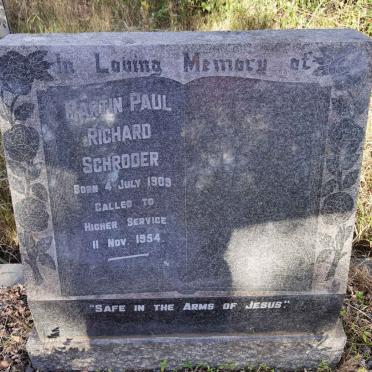 In Loving Memory of
MARTIN PAUL
RICHARD
SCHRODER
BORN 4 JULY 1909
CALLED TO
HIGHER SERVICE
11 NOV. 1954.
"SAFE IN THE ARMS OF JESUS."